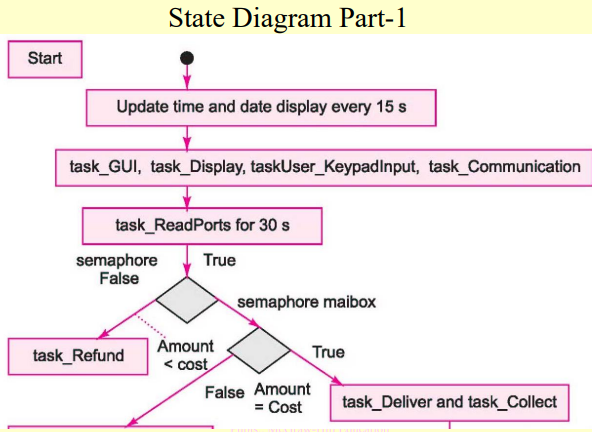 State Diagram Part-1
Start
Update time and date display every 15 s
task_GUI, task_Display, taskUser_KeypadInput, task_Communication
task_ReadPorts for 30 s
semaphore
False
True
semaphore maibox
task_Refund
Amount
< cost
True
False
Amount
= Cost
task_Deliver and task_Collect